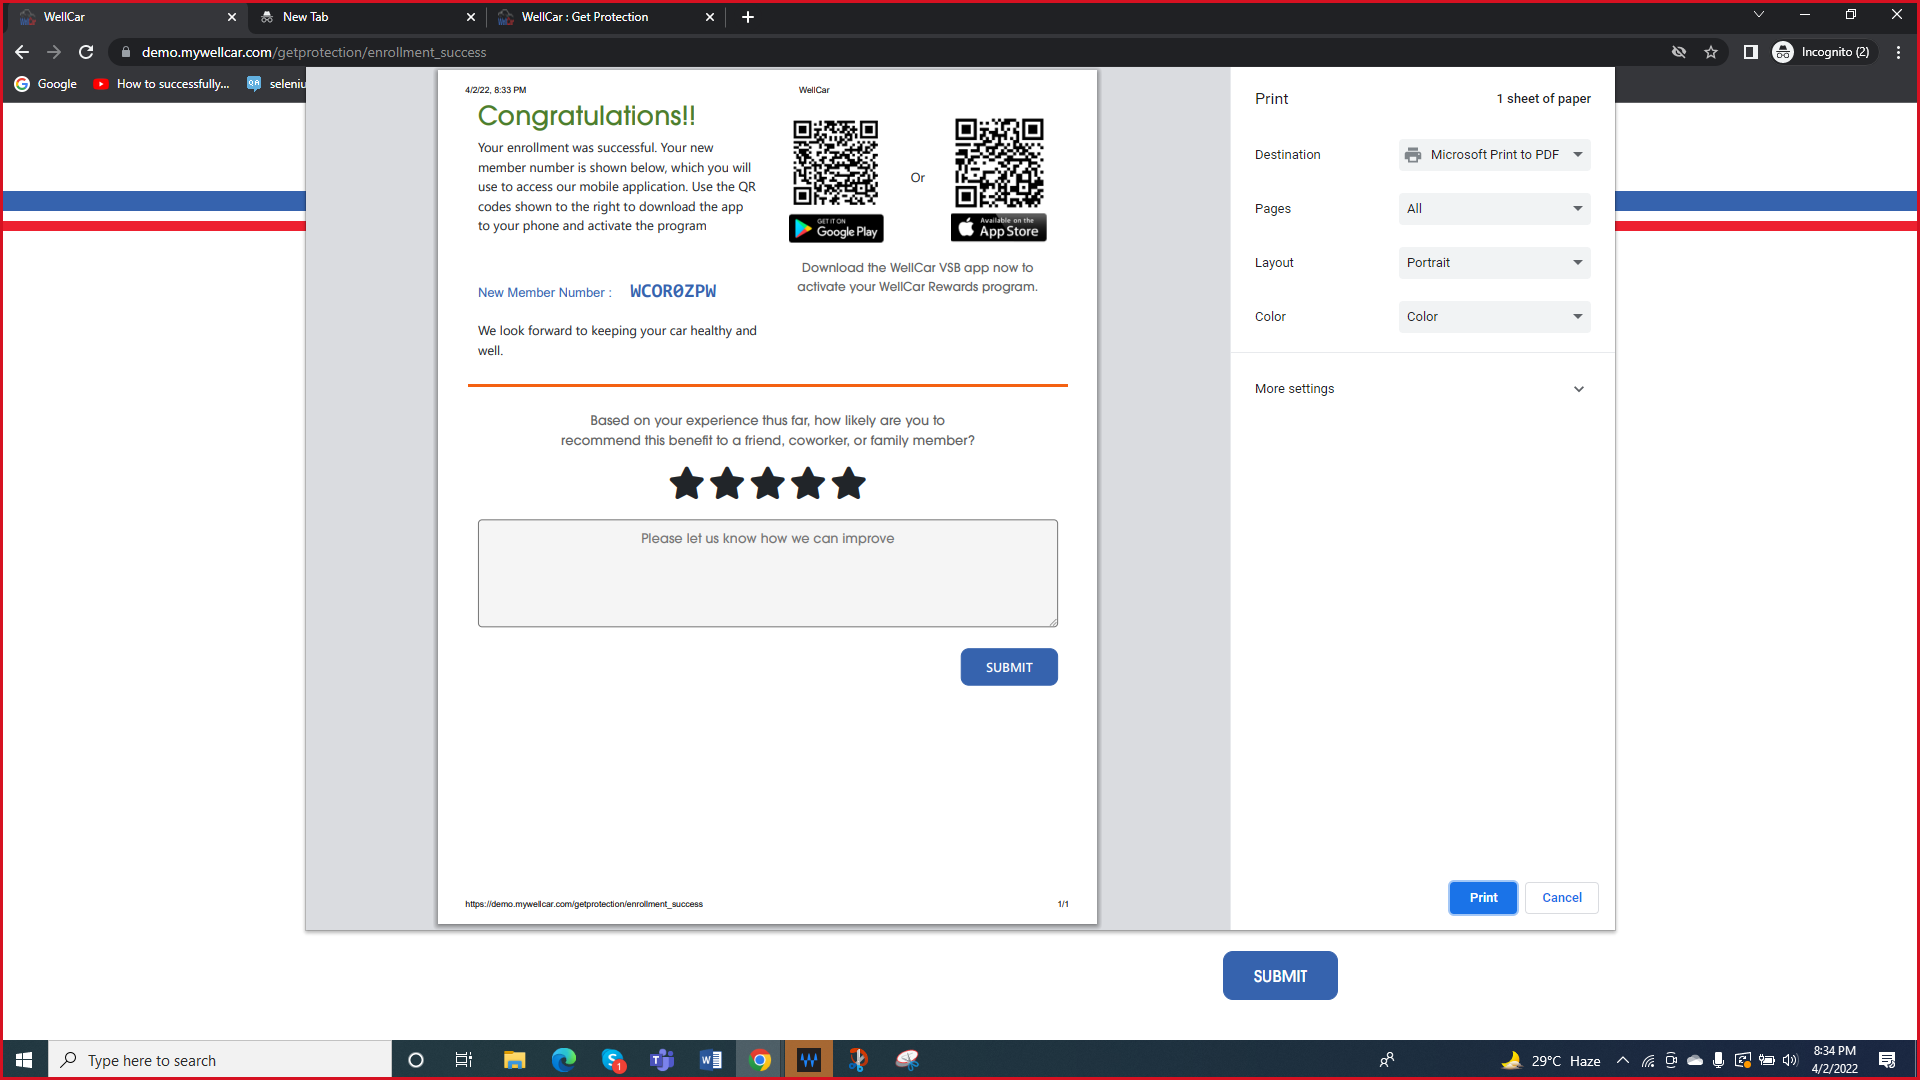 WellCar
New Tab
WellCar : Get Protection
demo.mywellcar.com/getprotection/enrollment_success
Incognito (2)
Google
How to successfully...
seleniu
4/2/22, 8:33 PM
WellCar
Congratulations!!
Your enrollment was successful. Your new
member number is shown below, which you will
use to access our mobile application. Use the QR
codes shown to the right to download the app
to your phone and activate the program
Or
GET IT ON
Google Play
Available on the
App Store
Download the WellCar VSB app now to
activate your WellCar Rewards program.
New Member Number : WCOR0ZPW
We look forward to keeping your car healthy and
well.
Based on your experience thus far, how likely are you to
recommend this benefit to a friend, coworker, or family member?
Please let us know how we can improve
SUBMIT
https://demo.mywellcar.com/getprotection/enrollment_success
1/1
Print
1 sheet of paper
Destination
Microsoft Print to PDF
Pages
All
Layout
Portrait
Color
Color
More settings
Print
Cancel
SUBMIT
Type here to search
1
29°C Haze
8:34 PM
4/2/2022